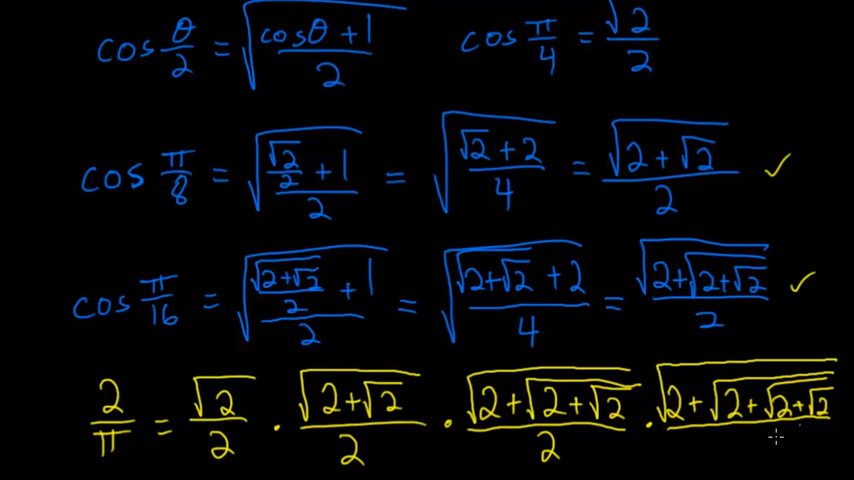 cos θ/2 = √((cosθ + 1)/2) cos π/4 = √2/2
cos π/8 = √((√2/2 + 1)/2) = √((√2 + 2)/4) = √(2 + √2)/2 ✓
cos π/16 = √((√(2+√2)/2 + 1)/2) = √((√(2+√2) + 2)/4) = √(2+√(2+√2))/2 ✓
2/π = √2/2 · √(2+√2)/2 · √(2+√(2+√2))/2 · √(2+√(2+√(2+√2)))